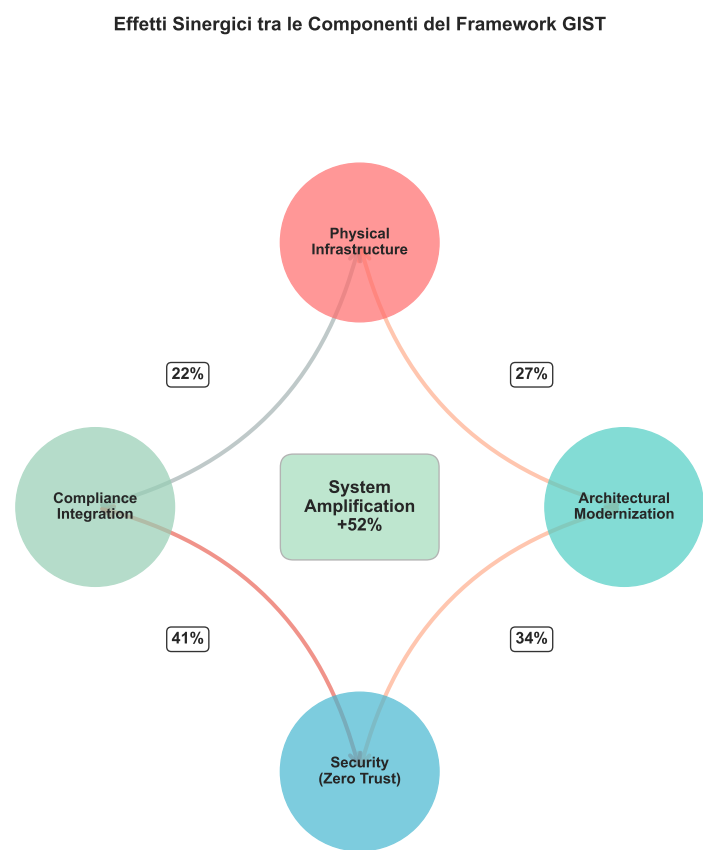 Effetti Sinergici tra le Componenti del Framework GIST
Physical
Infrastructure
22%
27%
System
Amplification
+52%
Compliance
Integration
Architectural
Modernization
41%
34%
Security
(Zero Trust)